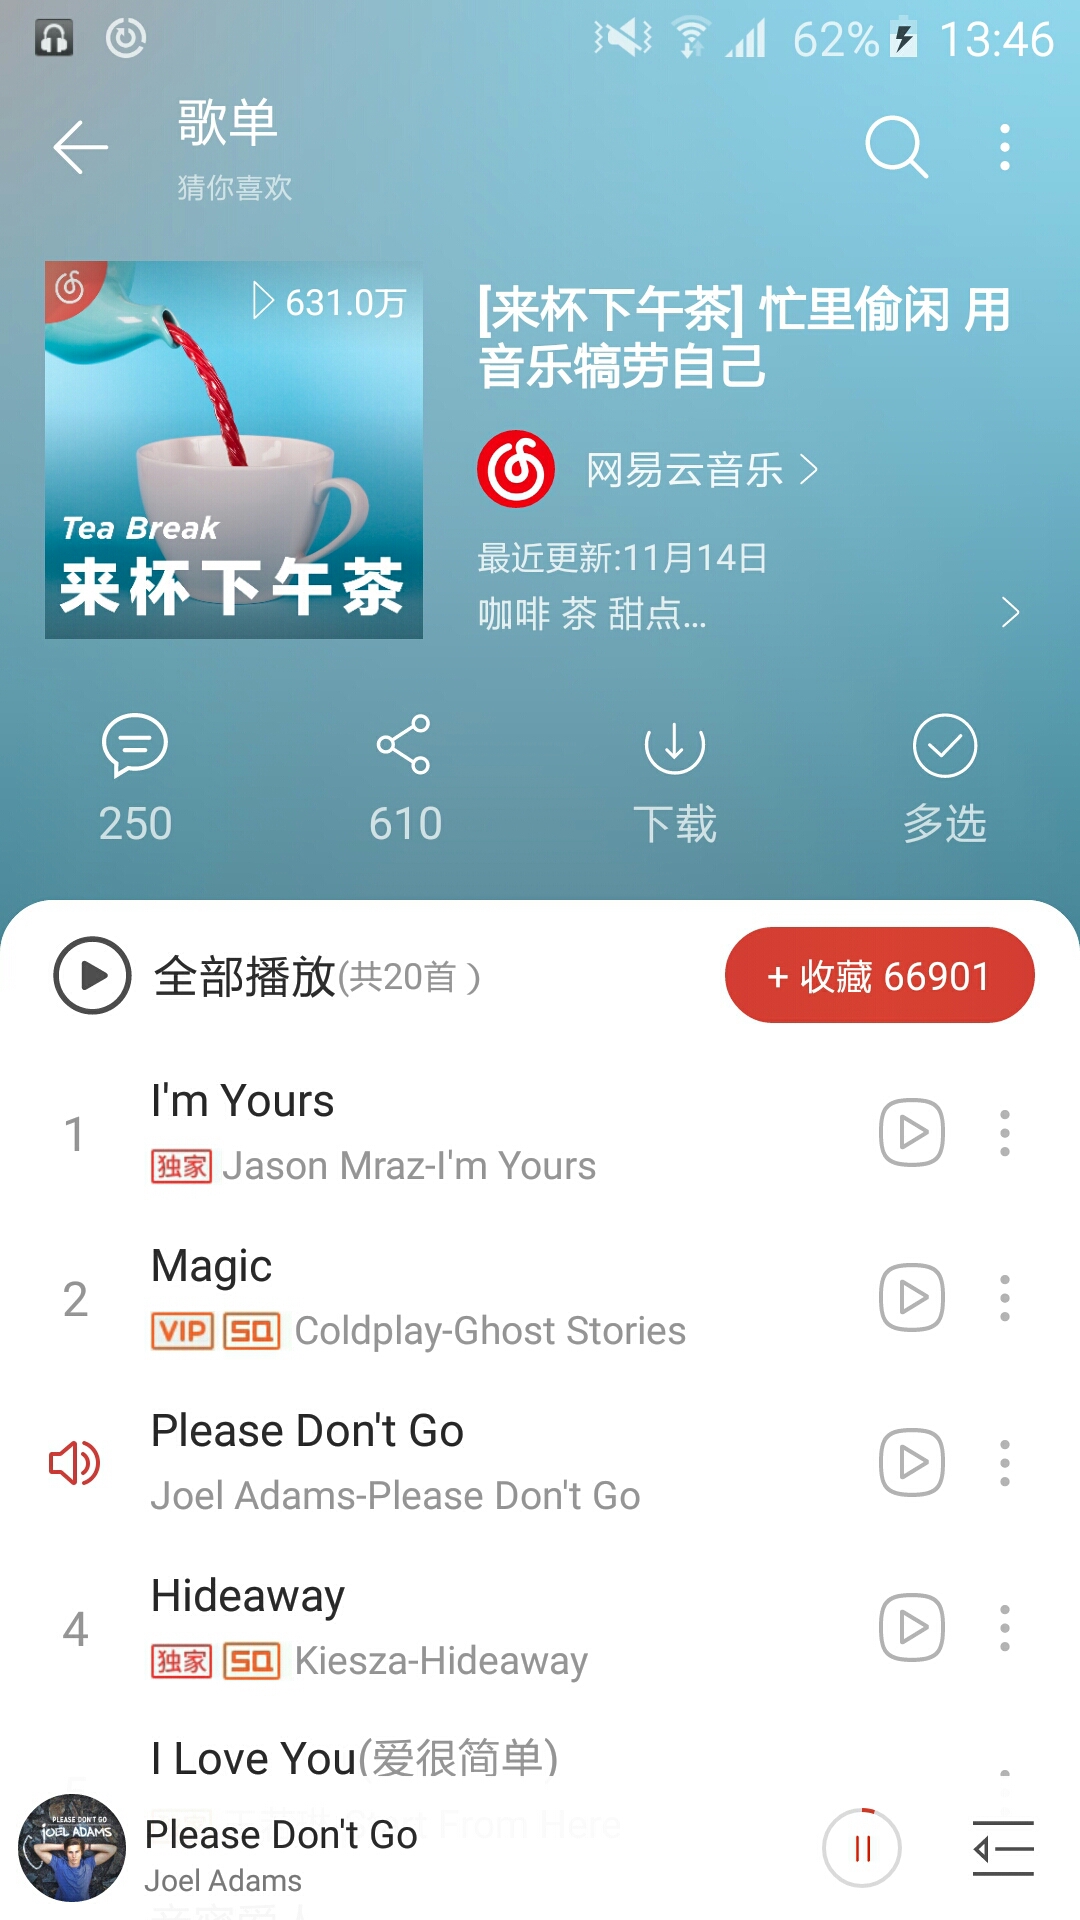 62% 13:46
歌单
猜你喜欢
631.0万
Tea Break
来杯下午茶
[来杯下午茶] 忙里偷闲 用
音乐犒劳自己
网易云音乐
最近更新:11月14日
咖啡 茶 甜点...
250
610
下载
多选
全部播放(共20首)
+ 收藏 66901
1
I'm Yours
独家 Jason Mraz-I'm Yours
2
Magic
VIP SQ Coldplay-Ghost Stories
Please Don't Go
Joel Adams-Please Don't Go
4
Hideaway
独家 SQ Kiesza-Hideaway
I Love You(爱很简单)
Start From Here
PLEASE DON'T GO
JOEL ADAMS
Please Don't Go
Joel Adams